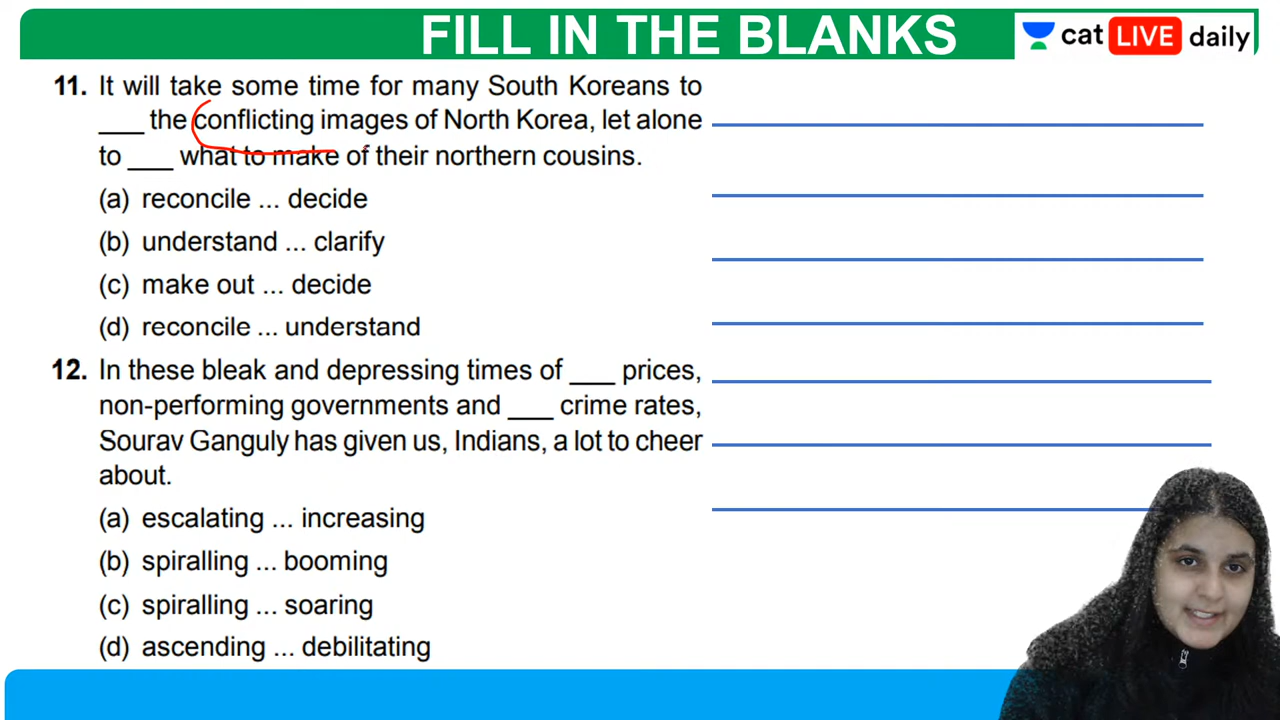 FILL IN THE BLANKS
cat LIVE daily
11. It will take some time for many South Koreans to
___ the conflicting images of North Korea, let alone
to ___ what to make of their northern cousins.
(a) reconcile ... decide
(b) understand ... clarify
(c) make out ... decide
(d) reconcile ... understand
12. In these bleak and depressing times of ___ prices,
non-performing governments and ___ crime rates,
Sourav Ganguly has given us, Indians, a lot to cheer
about.
(a) escalating ... increasing
(b) spiralling ... booming
(c) spiralling ... soaring
(d) ascending ... debilitating